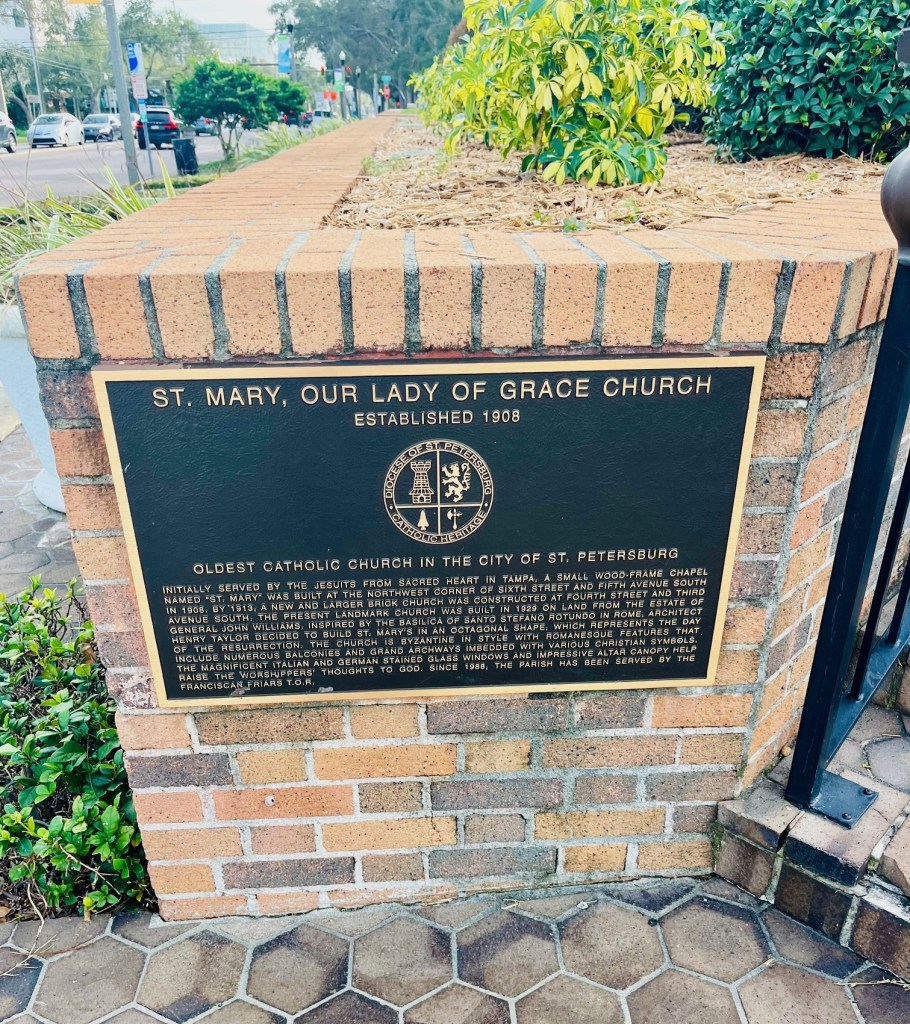 ST. MARY, OUR LADY OF GRACE CHURCH
ESTABLISHED 1908
DIOCESE OF ST. PETERSBURG
CATHOLIC HERITAGE
OLDEST CATHOLIC CHURCH IN THE CITY OF ST. PETERSBURG
INITIALLY SERVED BY THE JESUITS FROM SACRED HEART IN TAMPA, A SMALL WOOD-FRAME CHAPEL
NAMED "ST. MARY" WAS BUILT AT THE NORTHWEST CORNER OF SIXTH STREET AND FIFTH AVENUE SOUTH
IN 1908. BY 1913, A NEW AND LARGER BRICK CHURCH WAS CONSTRUCTED AT FOURTH STREET AND THIRD
AVENUE SOUTH. THE PRESENT LANDMARK CHURCH WAS BUILT IN 1929 ON LAND FROM THE ESTATE OF
GENERAL JOHN WILLIAMS. INSPIRED BY THE BASILICA OF SANTO STEFANO ROTUNDO IN ROME, ARCHITECT
HENRY TAYLOR DECIDED TO BUILD ST. MARY'S IN AN OCTAGONAL SHAPE, WHICH REPRESENTS THE DAY
OF THE RESURRECTION. THE CHURCH IS BYZANTINE IN STYLE WITH ROMANESQUE FEATURES THAT
INCLUDE NUMEROUS BALCONIES AND GRAND ARCHWAYS IMBEDDED WITH VARIOUS CHRISTIAN SYMBOLS.
THE MAGNIFICENT ITALIAN AND GERMAN STAINED GLASS WINDOWS AND IMPRESSIVE ALTAR CANOPY HELP
RAISE THE WORSHIPPERS' THOUGHTS TO GOD. SINCE 1988, THE PARISH HAS BEEN SERVED BY THE
FRANCISCAN FRIARS T.O.R.